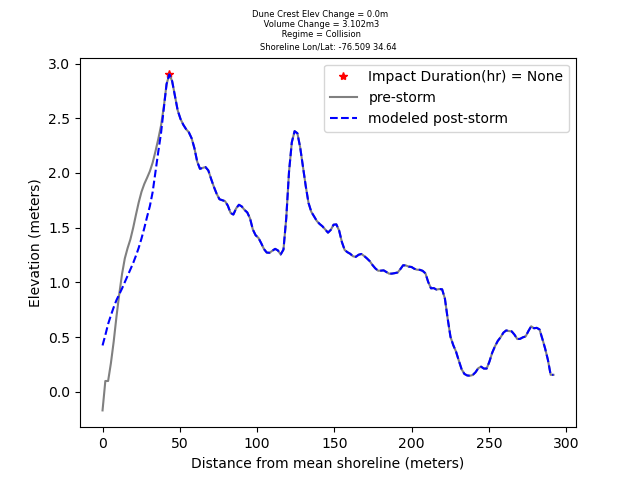 Dune Crest Elev Change = 0.0m
Volume Change = 3.102m3
Regime = Collision
Shoreline Lon/Lat: -76.509 34.64
Impact Duration(hr) = None
pre-storm
modeled post-storm
3.0
2.5
2.0
1.5
1.0
0.5
0.0
Elevation (meters)
0 50 100 150 200 250 300
Distance from mean shoreline (meters)